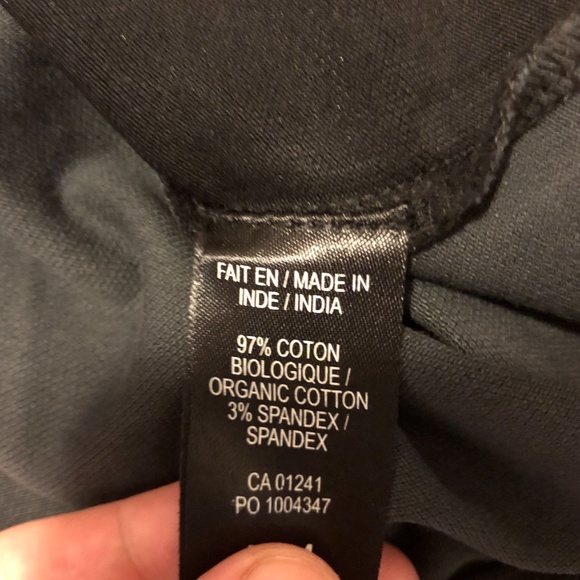 FAIT EN / MADE IN
INDE / INDIA
97% COTON
BIOLOGIQUE /
ORGANIC COTTON
3% SPANDEX /
SPANDEX
CA 01241
PO 1004347